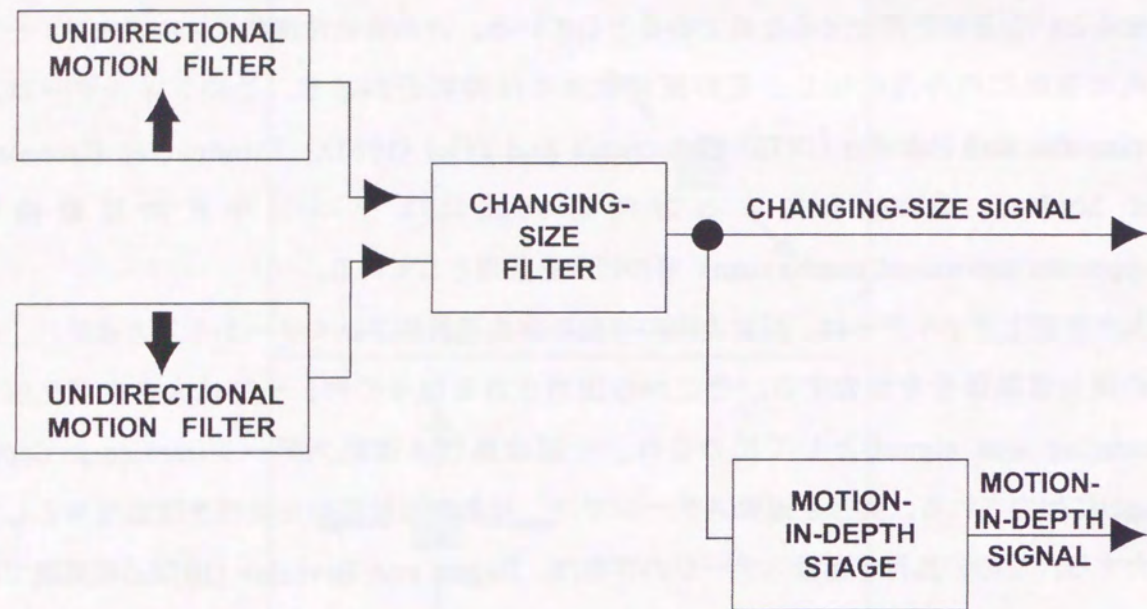 UNIDIRECTIONAL
MOTION FILTER
CHANGING-
SIZE
FILTER
CHANGING-SIZE SIGNAL
UNIDIRECTIONAL
MOTION FILTER
MOTION-
IN-DEPTH
STAGE
MOTION-
IN-DEPTH
SIGNAL